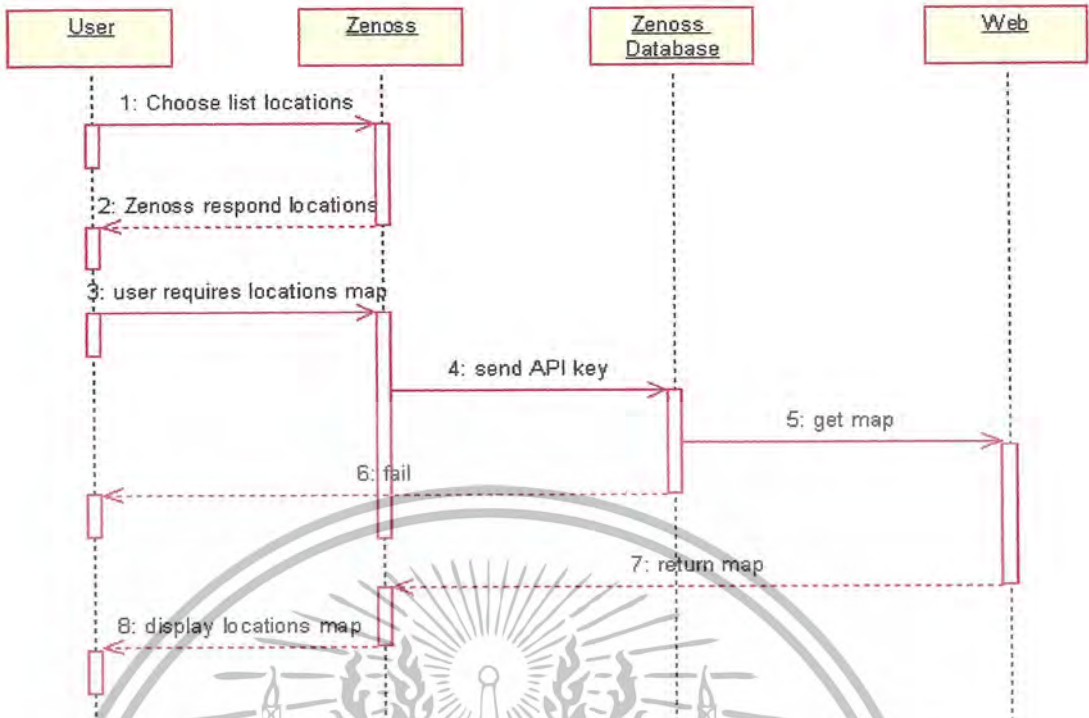 User
Zenoss
Zenoss
Database
Web
1: Choose list locations
2: Zenoss respond locations
3: user requires locations map
4: send API key
5: get map
6: fail
7: return map
8: display locations map